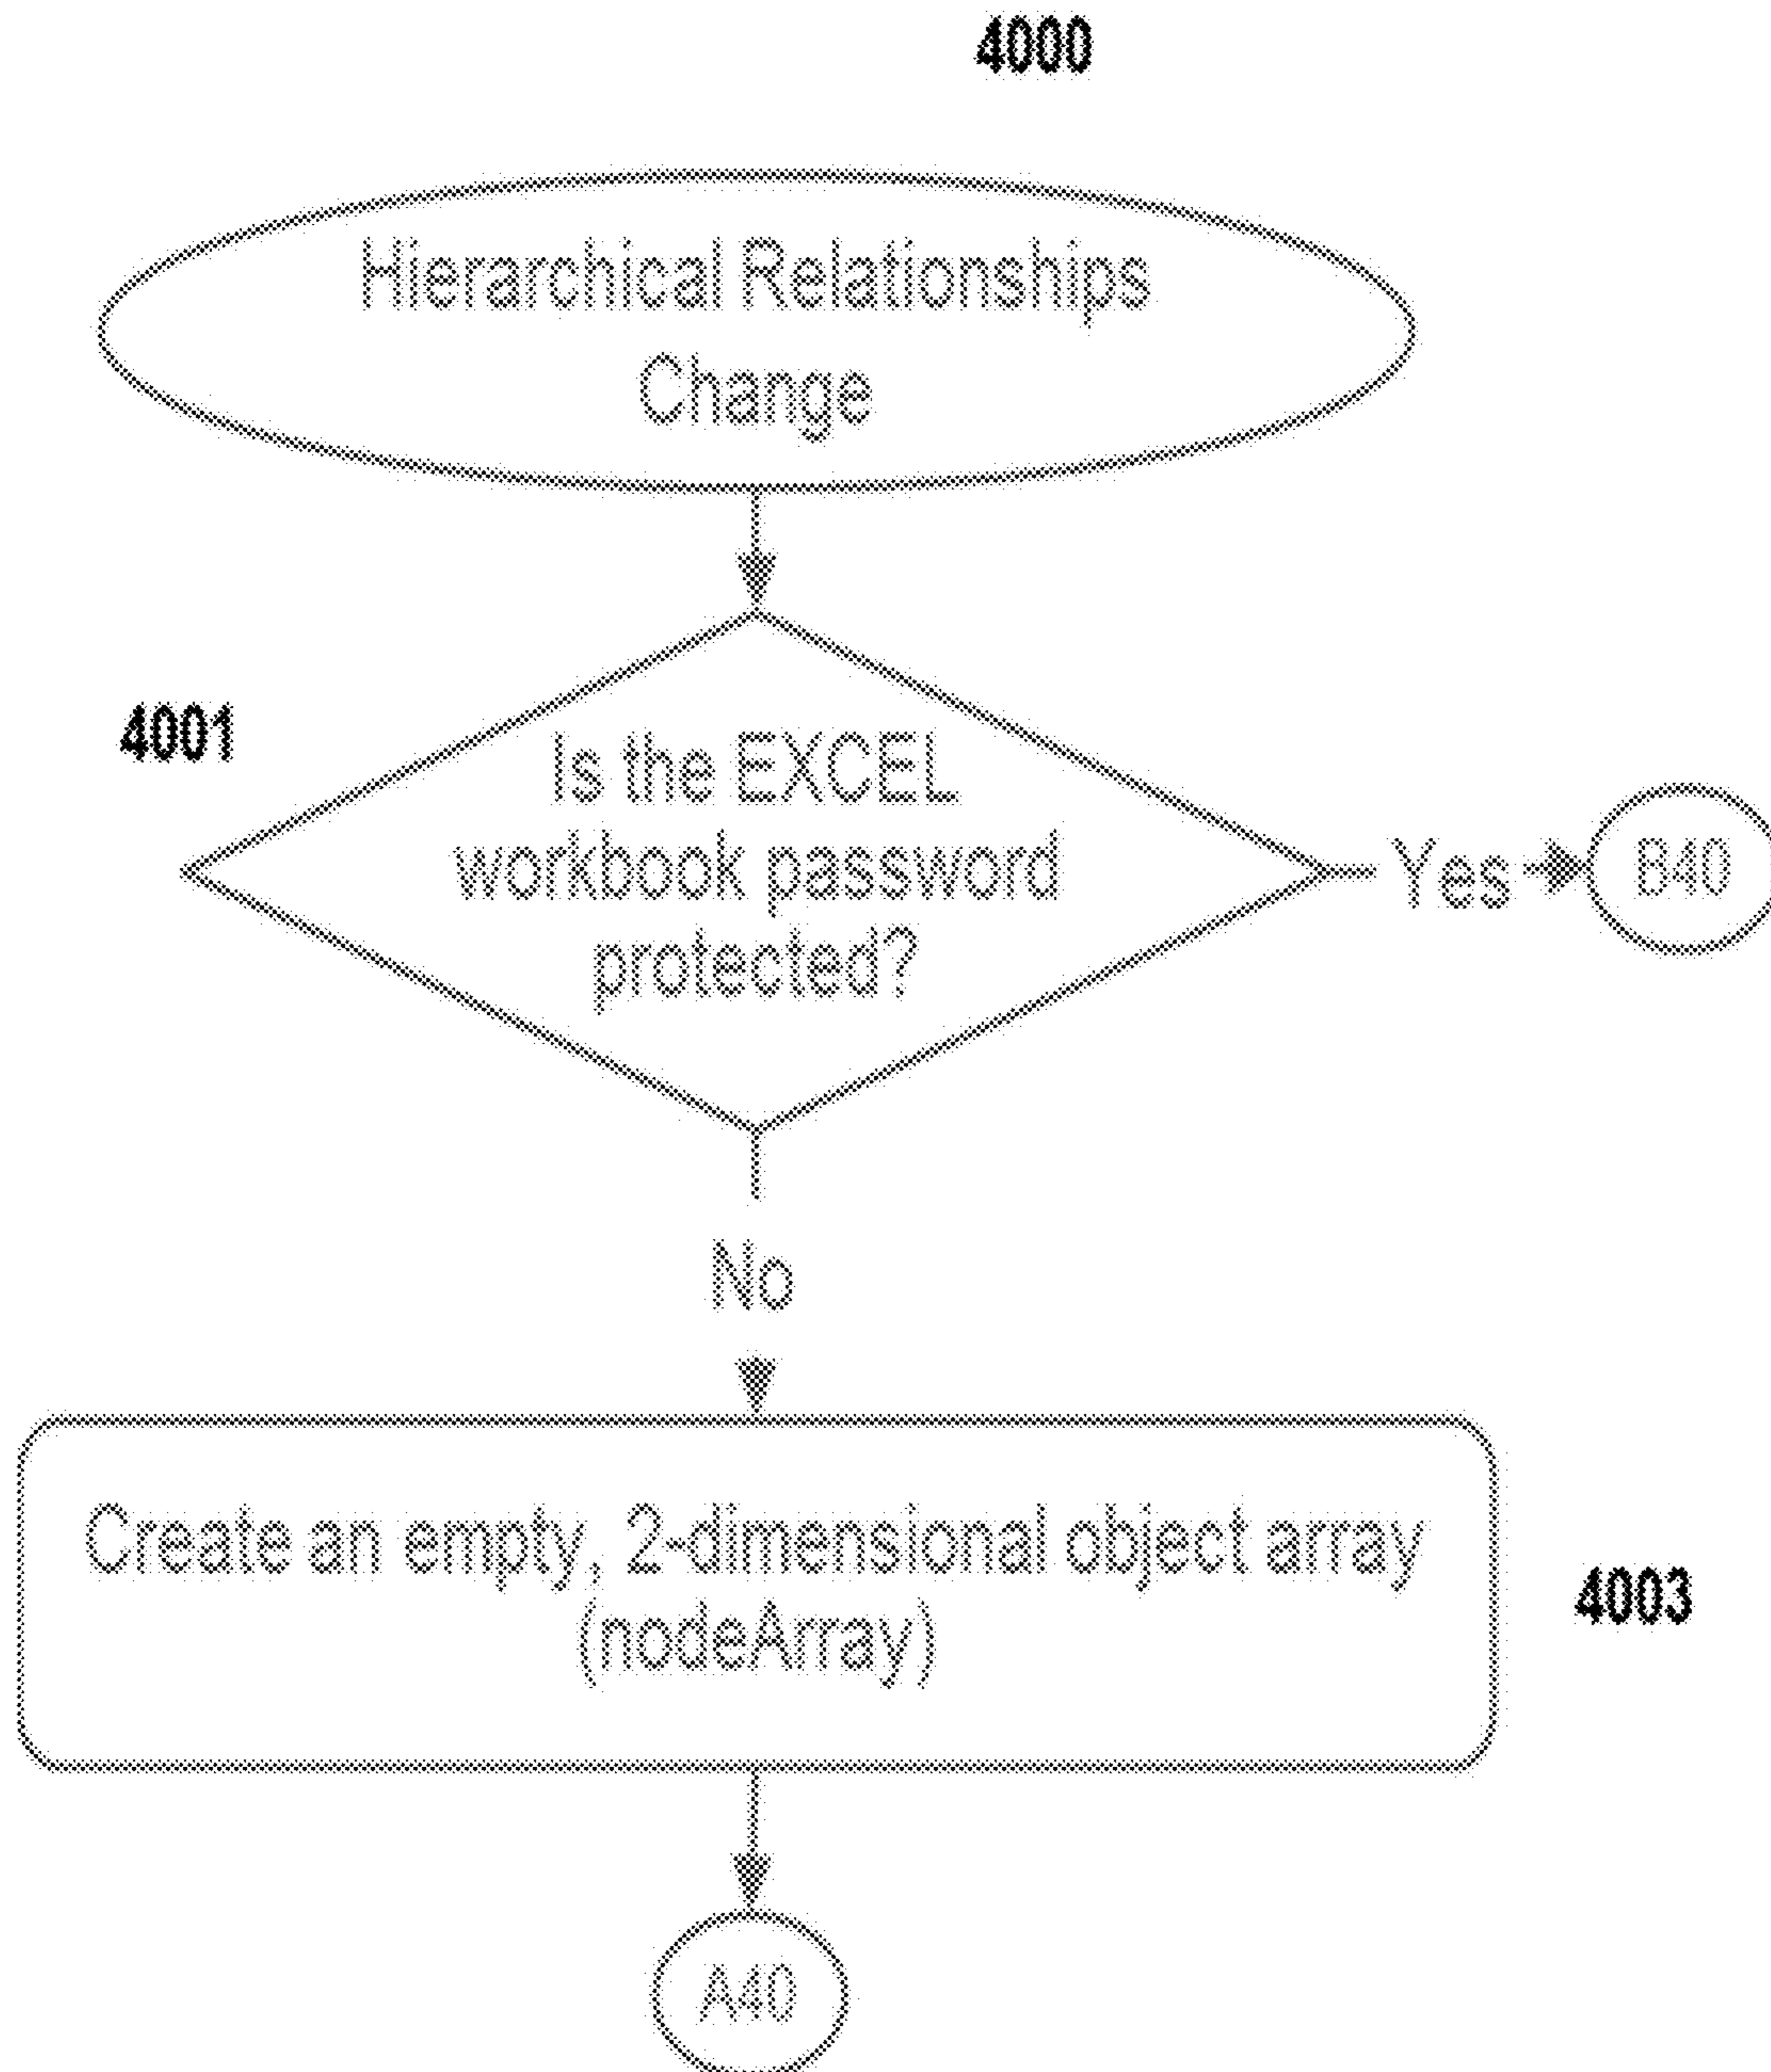 4000
Hierarchical Relationships
Change
4001
Is the EXCEL
workbook password
protected?
Yes
B40
No
Create an empty, 2-dimensional object array
(nodeArray)
4003
A40